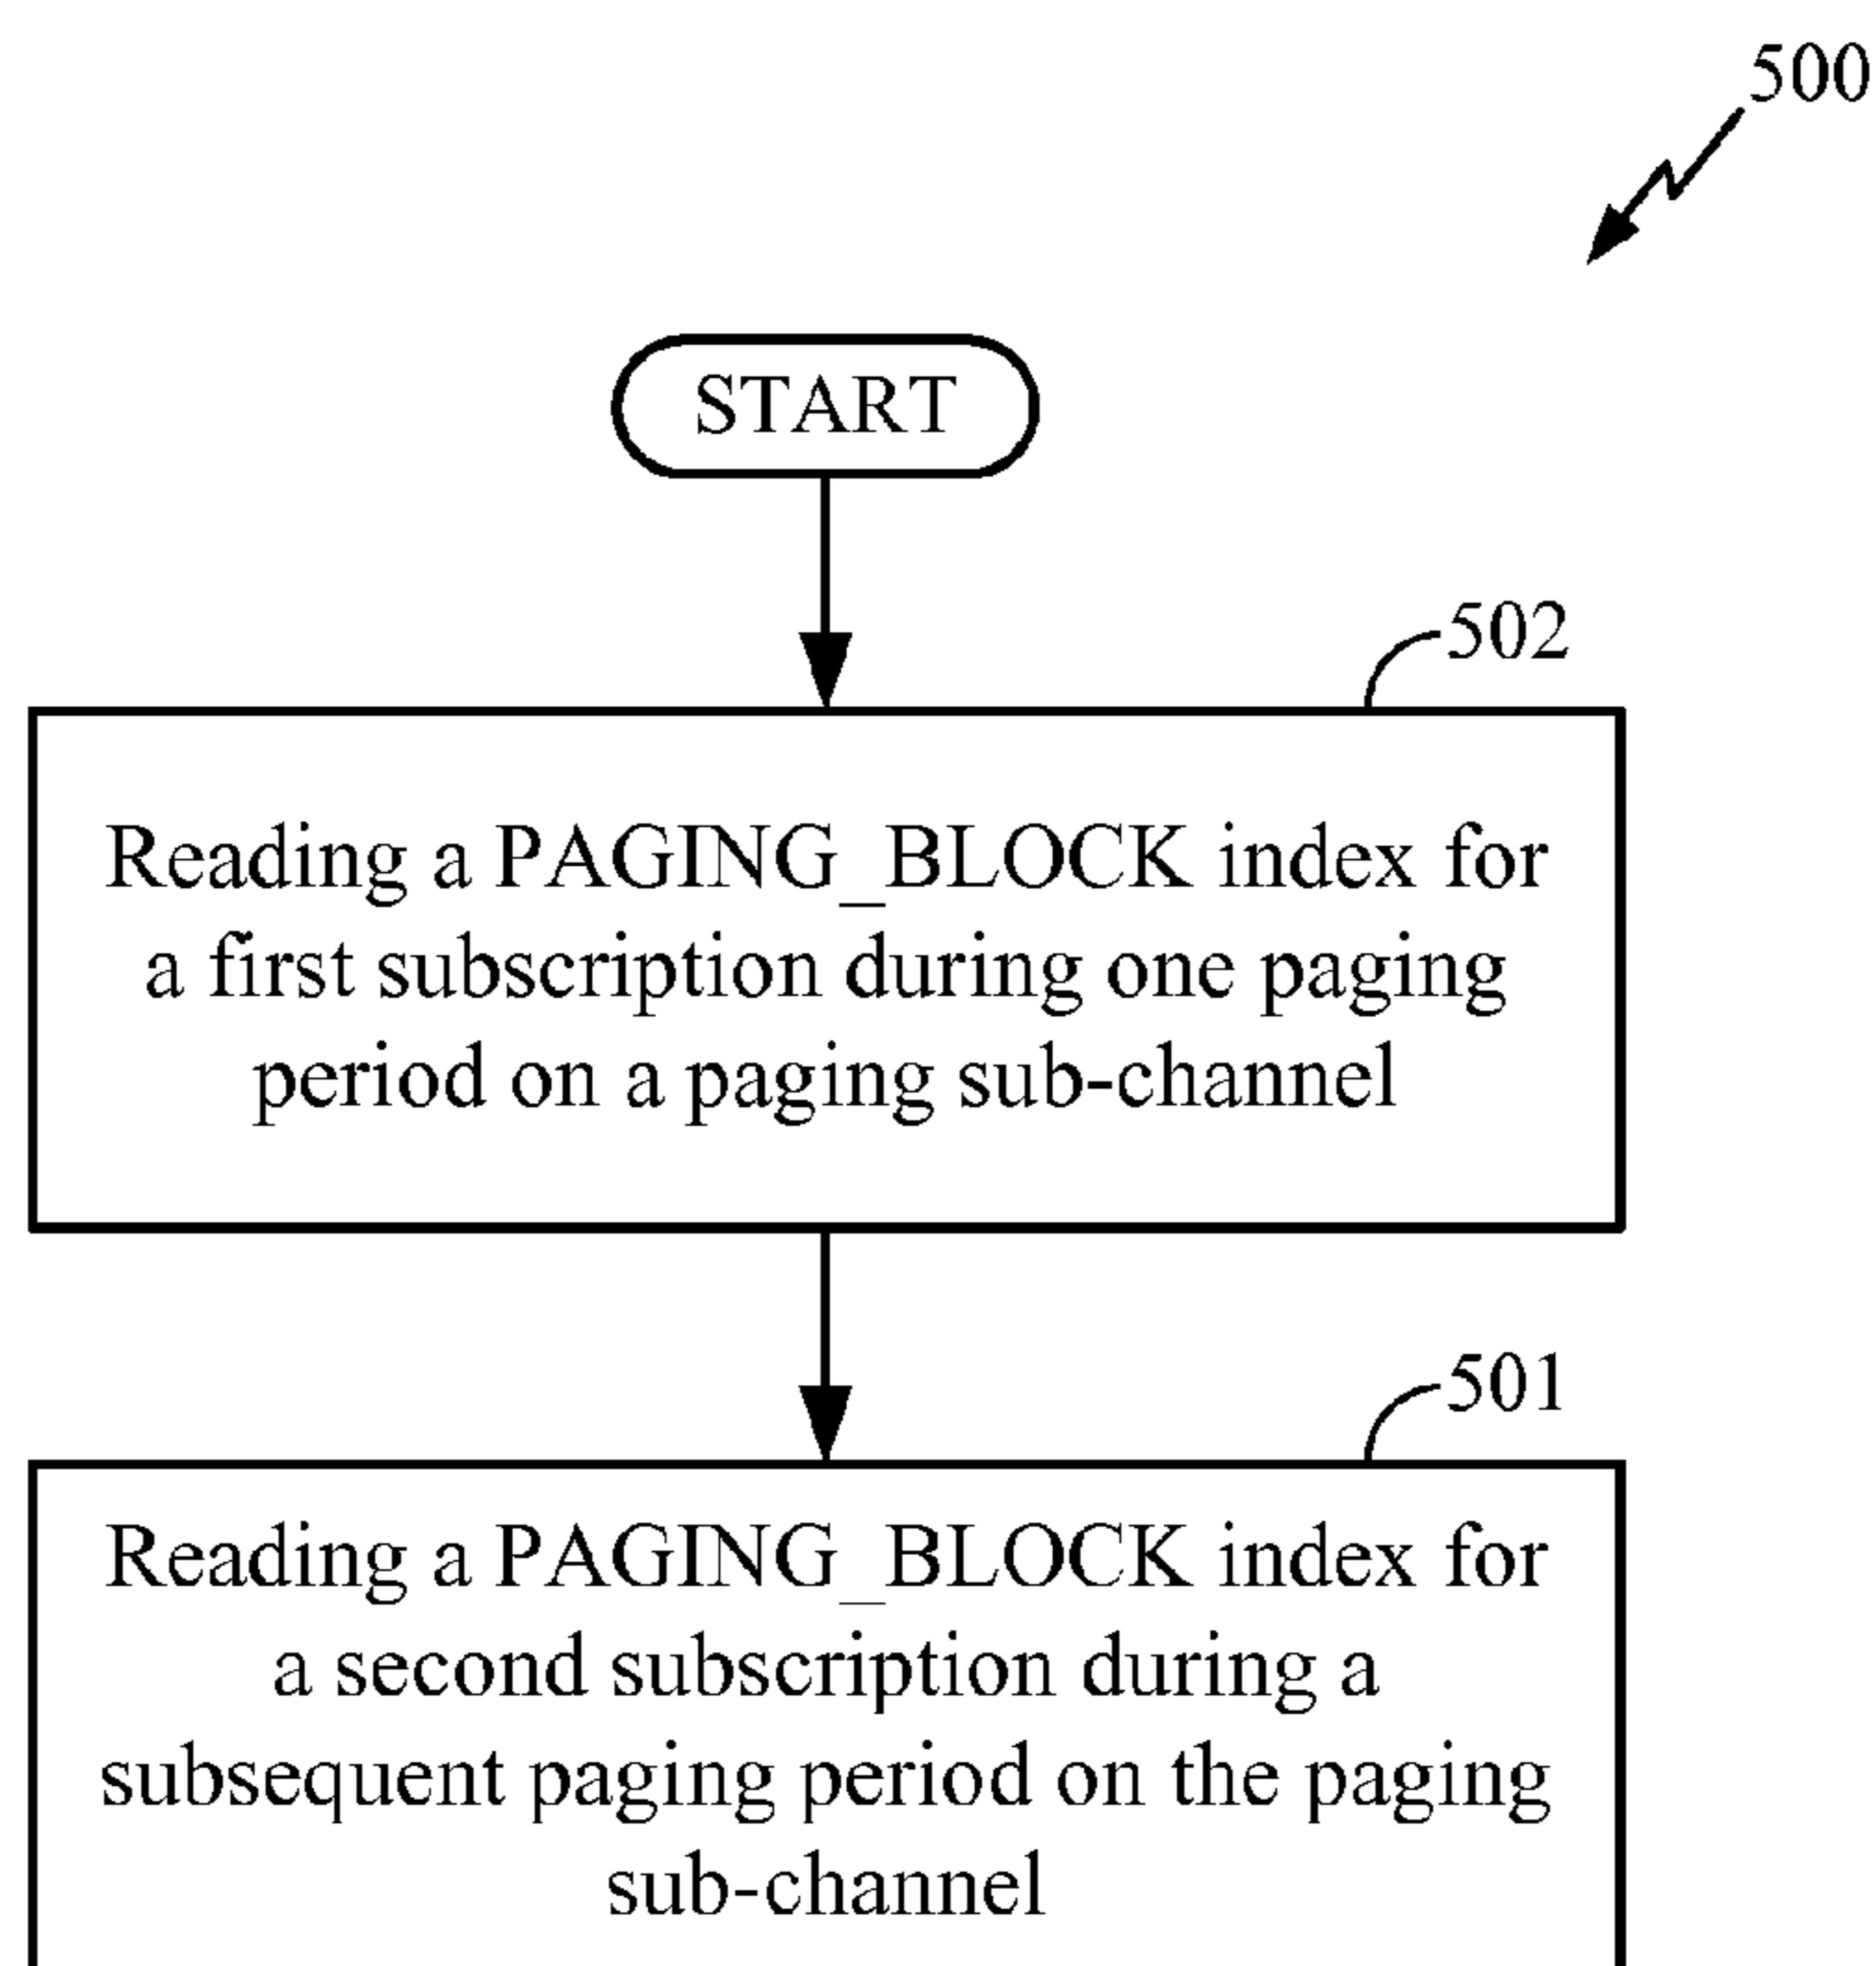 500
START
502
Reading a PAGING_BLOCK index for
a first subscription during one paging
period on a paging sub-channel
501
Reading a PAGING_BLOCK index for
a second subscription during a
subsequent paging period on the paging
sub-channel